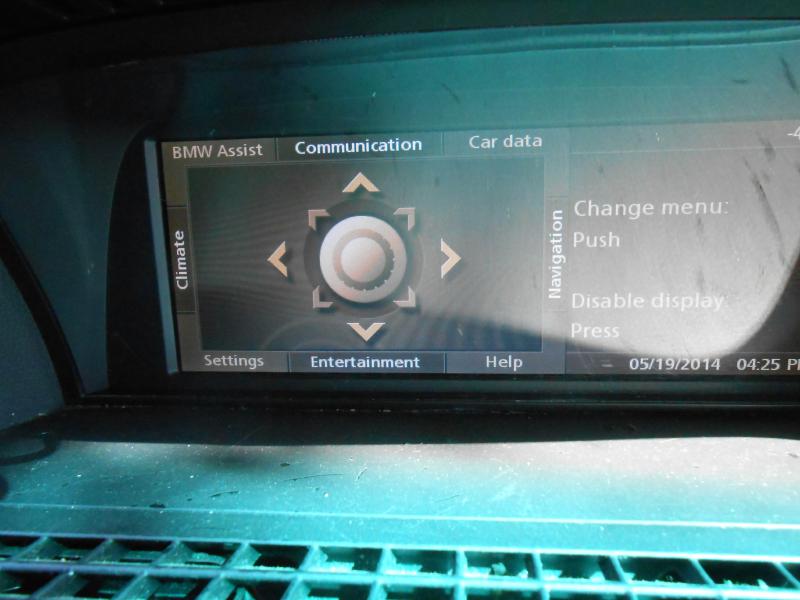 BMW Assist Communication Car data
Climate
Navigation
Change menu:
Push
Disable display
Press
Settings Entertainment Help
05/19/2014 04:25